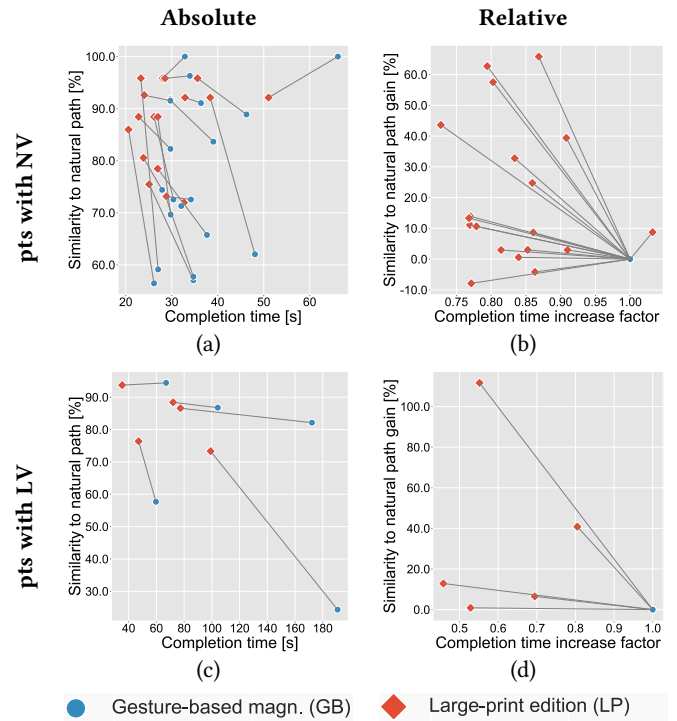 Absolute
Relative
pts with NV
Similarity to natural path [%]
100.0
90.0
80.0
70.0
60.0
20 30 40 50 60
Completion time [s]
(a)
Similarity to natural path gain [%]
60.0
50.0
40.0
30.0
20.0
10.0
0.0
-10.0
0.75 0.80 0.85 0.90 0.95 1.00
Completion time increase factor
(b)
pts with LV
Similarity to natural path [%]
90.0
80.0
70.0
60.0
50.0
40.0
30.0
40 60 80 100 120 140 160 180
Completion time [s]
(c)
Similarity to natural path gain [%]
100.0
80.0
60.0
40.0
20.0
0.0
0.5 0.6 0.7 0.8 0.9 1.0
Completion time increase factor
(d)
Gesture-based magn. (GB)
Large-print edition (LP)